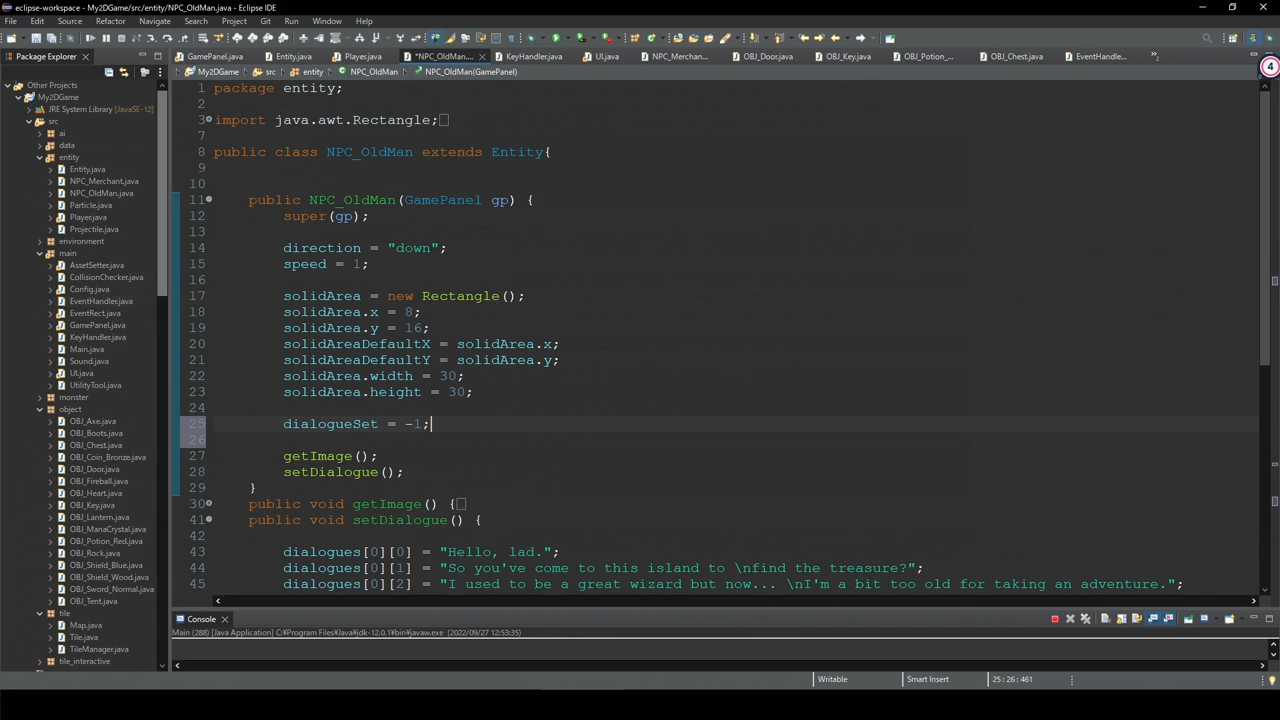 eclipse-workspace - My2DGame/src/entity/NPC_OldMan.java - Eclipse IDE
File Edit Source Refactor Navigate Search Project Git Run Window Help
Package Explorer
GamePanel.java Entity.java Player.java *NPC_OldMan.... KeyHandler.java UI.java NPC_Merchan... OBJ_Door.java OBJ_Key.java OBJ_Potion_... OBJ_Chest.java EventHandle...
4
My2DGame src entity NPC_OldMan NPC_OldMan(GamePanel)
Other Projects
My2DGame
JRE System Library [JavaSE-12]
src
ai
data
entity
Entity.java
NPC_Merchant.java
NPC_OldMan.java
Particle.java
Player.java
Projectile.java
environment
main
AssetSetter.java
CollisionChecker.java
Config.java
EventHandler.java
EventRect.java
GamePanel.java
KeyHandler.java
Main.java
Sound.java
UI.java
UtilityTool.java
monster
object
OBJ_Axe.java
OBJ_Boots.java
OBJ_Chest.java
OBJ_Coin_Bronze.java
OBJ_Door.java
OBJ_Fireball.java
OBJ_Heart.java
OBJ_Key.java
OBJ_Lantern.java
OBJ_ManaCrystal.java
OBJ_Potion_Red.java
OBJ_Rock.java
OBJ_Shield_Blue.java
OBJ_Shield_Wood.java
OBJ_Sword_Normal.java
OBJ_Tent.java
tile
Map.java
Tile.java
TileManager.java
tile_interactive
1 package entity;
2
3 import java.awt.Rectangle;
7
8 public class NPC_OldMan extends Entity{
9
10
11 public NPC_OldMan(GamePanel gp) {
12 super(gp);
13
14 direction = "down";
15 speed = 1;
16
17 solidArea = new Rectangle();
18 solidArea.x = 8;
19 solidArea.y = 16;
20 solidAreaDefaultX = solidArea.x;
21 solidAreaDefaultY = solidArea.y;
22 solidArea.width = 30;
23 solidArea.height = 30;
24
25 dialogueSet = -1;
26
27 getImage();
28 setDialogue();
29 }
30 public void getImage() {
41 public void setDialogue() {
42
43 dialogues[0][0] = "Hello, lad.";
44 dialogues[0][1] = "So you've come to this island to \nfind the treasure?";
45 dialogues[0][2] = "I used to be a great wizard but now... \nI'm a bit too old for taking an adventure.";
Console
Main (288) [Java Application] C:¥Program Files¥Java¥jdk-12.0.1¥bin¥javaw.exe (2022/09/27 12:53:35)
Writable Smart Insert 25 : 26 : 461